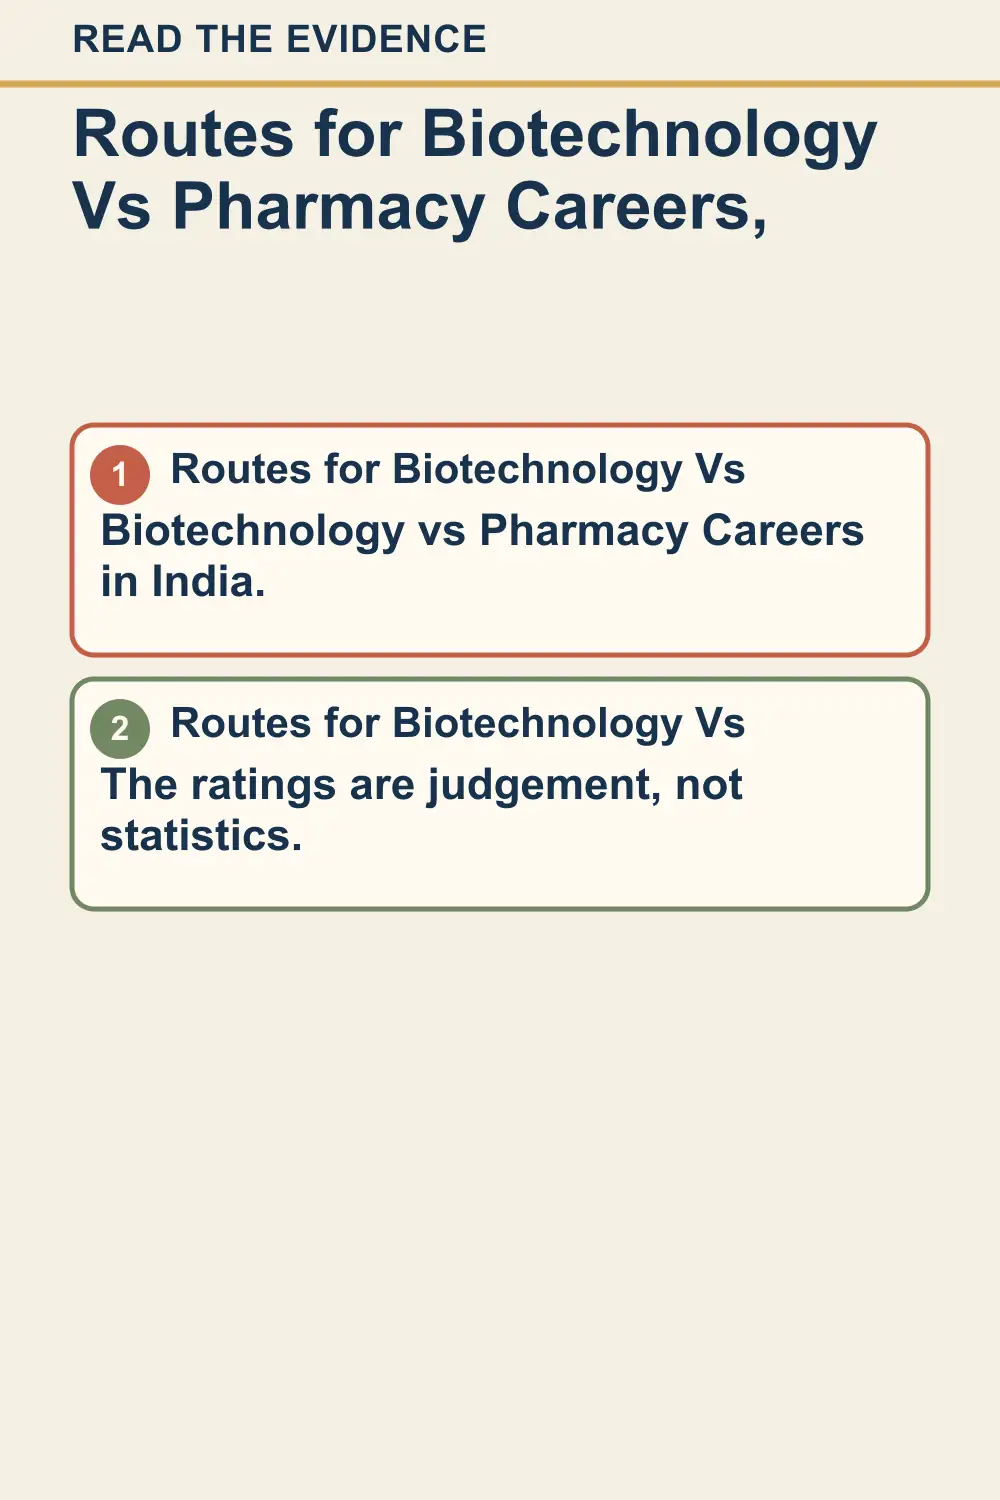 READ THE EVIDENCE
Routes for Biotechnology
Vs Pharmacy Careers,
1 Routes for Biotechnology Vs
Biotechnology vs Pharmacy Careers
in India.
2 Routes for Biotechnology Vs
The ratings are judgement, not
statistics.